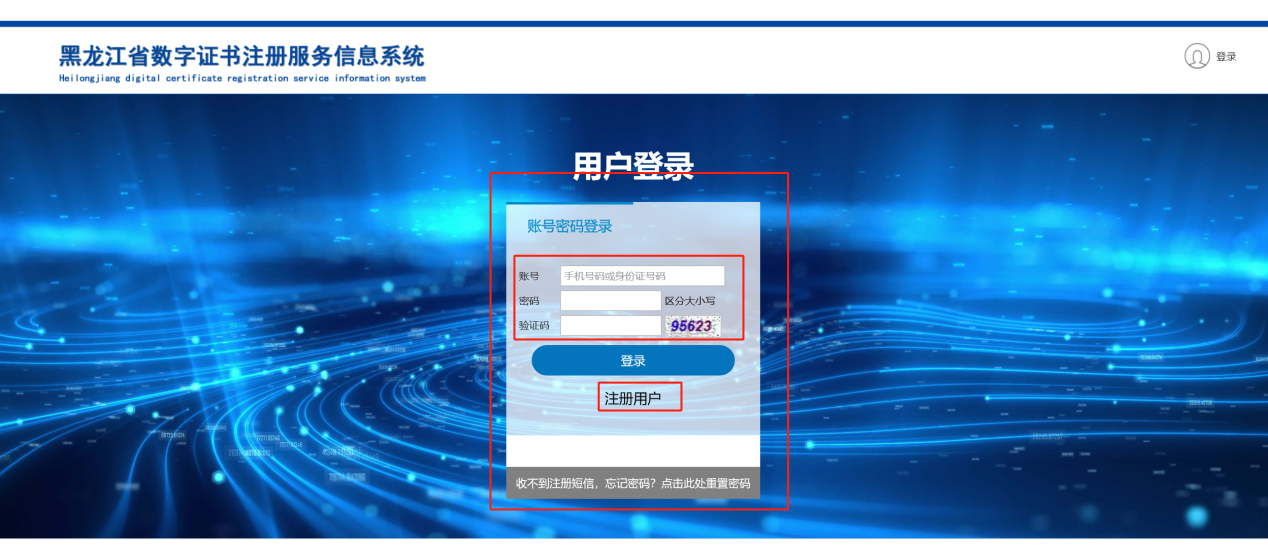 黑龙江省数字证书注册服务信息系统
Heilongjiang digital certificate registration service information system
登录
用户登录
账号密码登录
账号 手机号码或身份证号码
密码 区分大小写
验证码 95623
登录
注册用户
收不到注册短信，忘记密码？点击此处重置密码